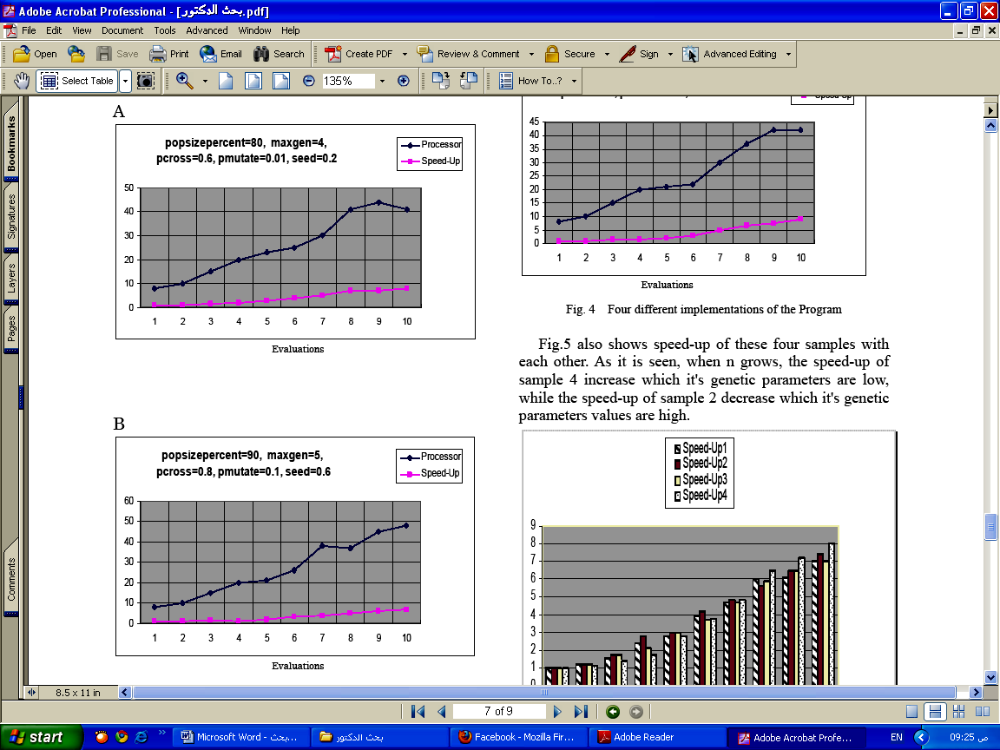 Adobe Acrobat Professional - [بحث الدكتور.pdf]
File Edit View Document Tools Advanced Window Help
Open Save Print Email Search Create PDF Review & Comment Secure Sign Advanced Editing
Select Table 135% How To..?
Bookmarks
Signatures
Layers
Pages
Comments
A
popsizepercent=80, maxgen=4,
pcross=0.6, pmutate=0.01, seed=0.2
Processor
Speed-Up
50
40
30
20
10
0
1 2 3 4 5 6 7 8 9 10
Evaluations
B
popsizepercent=90, maxgen=5,
pcross=0.8, pmutate=0.1, seed=0.6
Processor
Speed-Up
60
50
40
30
20
10
0
1 2 3 4 5 6 7 8 9 10
Evaluations
Speed-Up
45
40
35
30
25
20
15
10
5
0
1 2 3 4 5 6 7 8 9 10
Evaluations
Fig. 4 Four different implementations of the Program
Fig.5 also shows speed-up of these four samples with
each other. As it is seen, when n grows, the speed-up of
sample 4 increase which it's genetic parameters are low,
while the speed-up of sample 2 decrease which it's genetic
parameters values are high.
Speed-Up1
Speed-Up2
Speed-Up3
Speed-Up4
9
8
7
6
5
4
3
2
1
0
8.5 x 11 in
7 of 9
start Microsoft Word - بحث... بحث الدكتور Facebook - Mozilla Fir... Adobe Reader Adobe Acrobat Profe... EN 09:25 ص